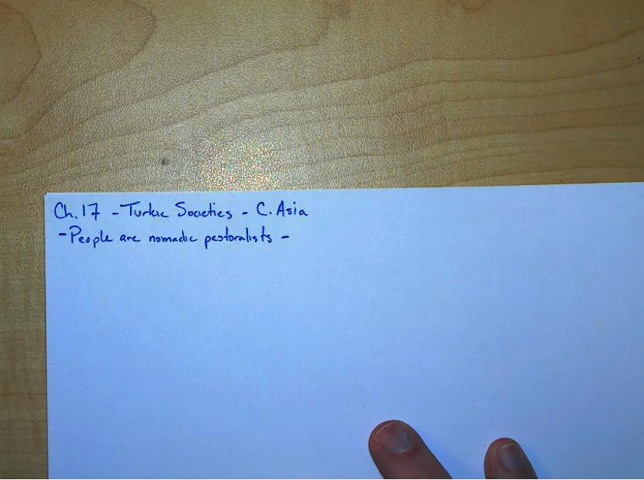 Ch. 17 - Turkic Societies - C. Asia
- People are nomadic pastoralists -